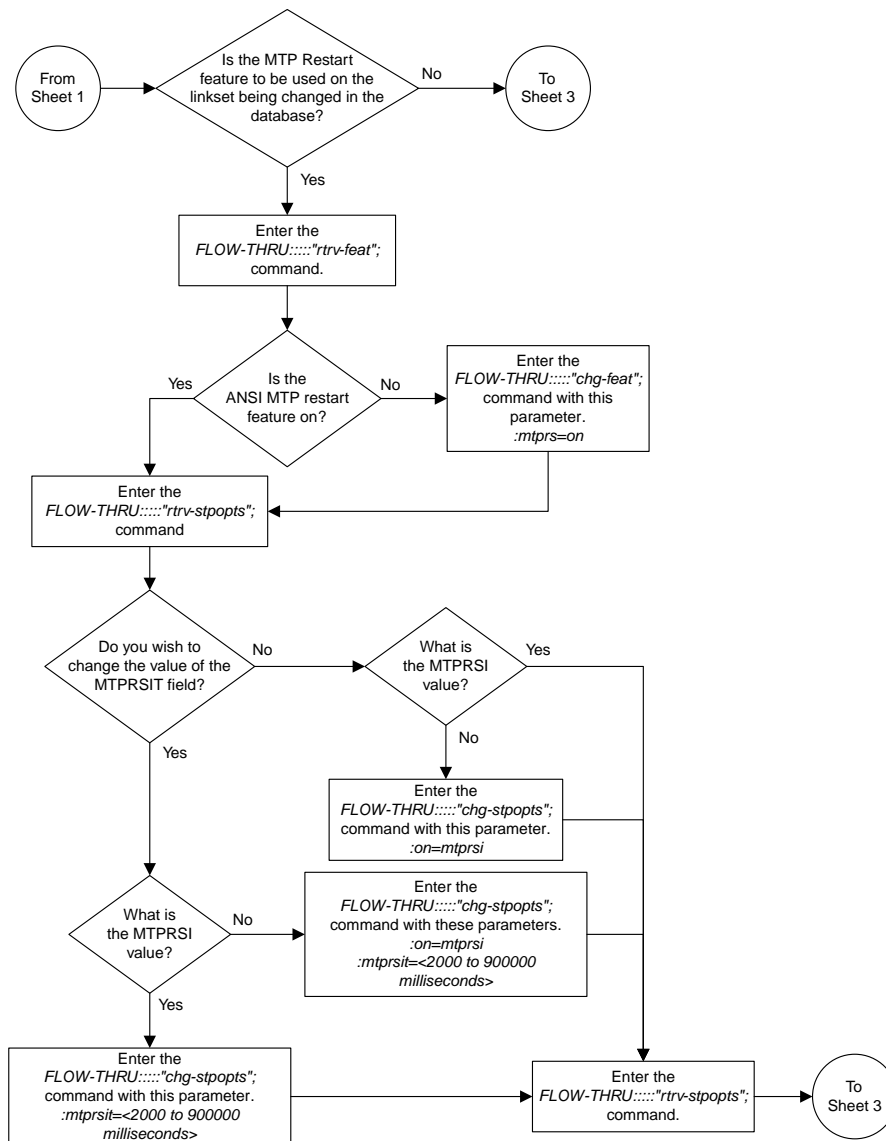 From
Sheet 1
Is the MTP Restart
feature to be used on the
linkset being changed in the
database?
No
To
Sheet 3
Yes
Enter the
FLOW-THRU:::::"rtrv-feat";
command.
Is the
ANSI MTP restart
feature on?
Yes
No
Enter the
FLOW-THRU:::::"chg-feat";
command with this
parameter.
:mtprs=on
Enter the
FLOW-THRU:::::"rtrv-stpopts";
command
Do you wish to
change the value of the
MTPRSIT field?
No
What is
the MTPRSI
value?
Yes
No
Yes
Enter the
FLOW-THRU:::::"chg-stpopts";
command with this parameter.
:on=mtprsi
What is
the MTPRSI
value?
No
Enter the
FLOW-THRU:::::"chg-stpopts";
command with these parameters.
:on=mtprsi
:mtprsit=<2000 to 900000
milliseconds>
Yes
Enter the
FLOW-THRU:::::"chg-stpopts";
command with this parameter.
:mtprsit=<2000 to 900000
milliseconds>
Enter the
FLOW-THRU:::::"rtrv-stpopts";
command.
To
Sheet 3